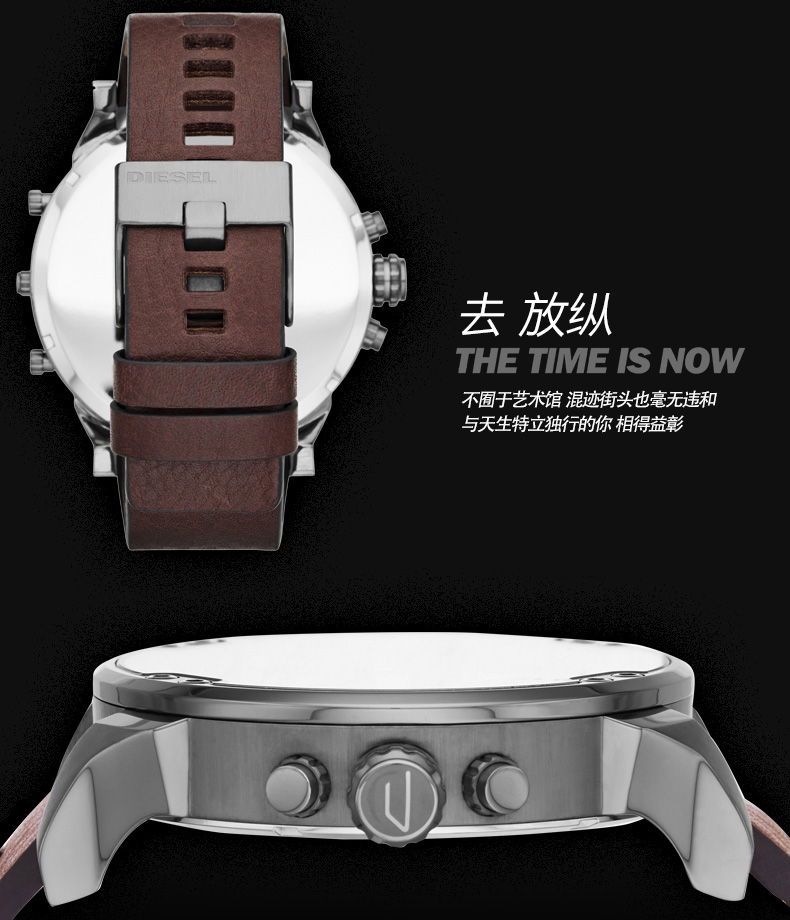 DIESEL
去 放纵
THE TIME IS NOW
不囿于艺术馆 混迹街头也毫无违和
与天生特立独行的你 相得益彰